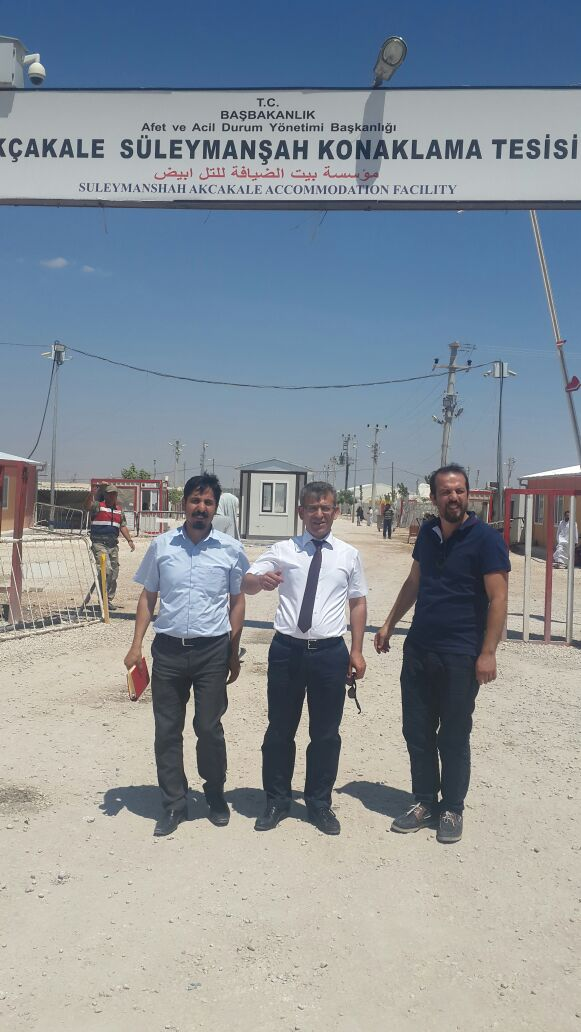 T.C.
BAŞBAKANLIK
Afet ve Acil Durum Yönetimi Başkanlığı
KÇAKALE SÜLEYMANŞAH KONAKLAMA TESİSİ
مؤسسة بيت الضيافة للتل ابيض
SULEYMANSHAH AKCAKALE ACCOMMODATION FACILITY